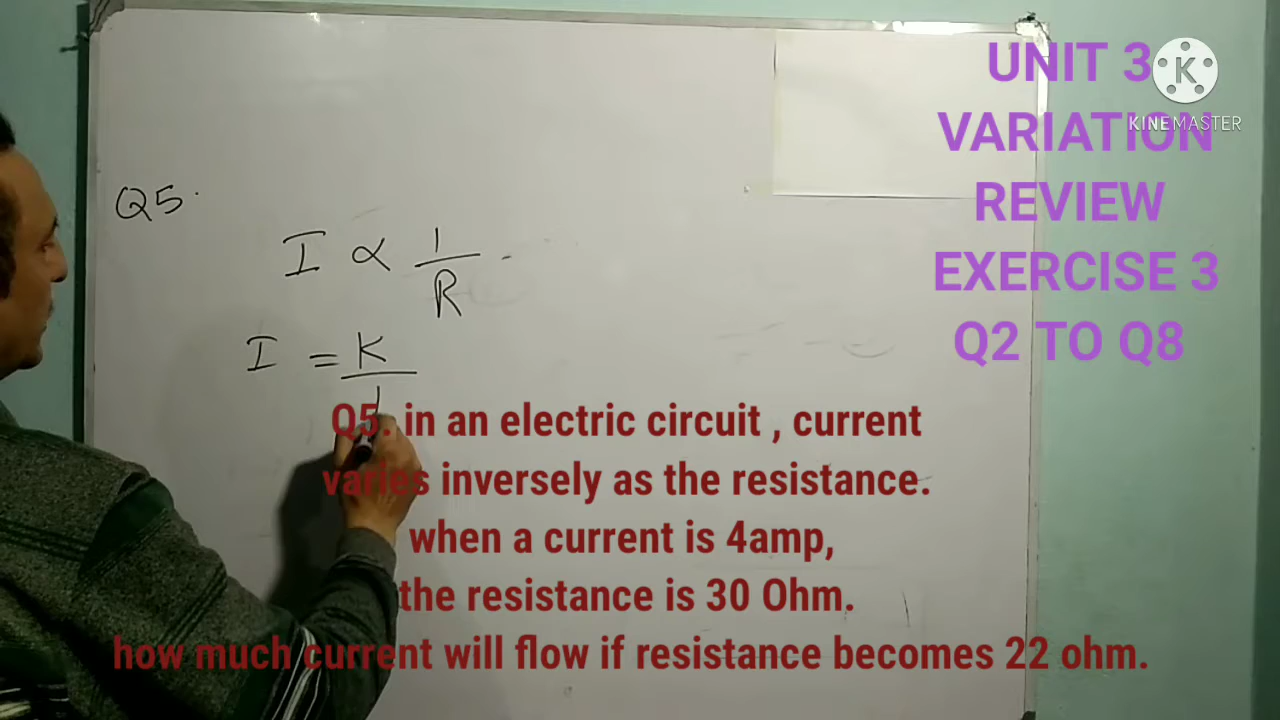 UNIT 3
VARIATION
REVIEW
EXERCISE 3
Q2 TO Q8
K
KINEMASTER
Q5.
I ∝ 1/R
I = K/
Q5. in an electric circuit , current
varies inversely as the resistance.
when a current is 4amp,
the resistance is 30 Ohm.
how much current will flow if resistance becomes 22 ohm.